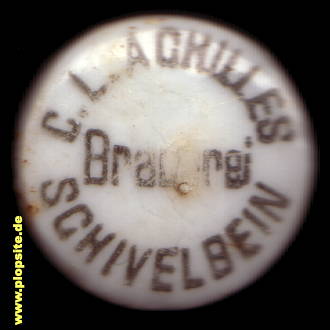 C. L. ACHILLES
Brauerei
SCHIVELBEIN
www.plopsite.de